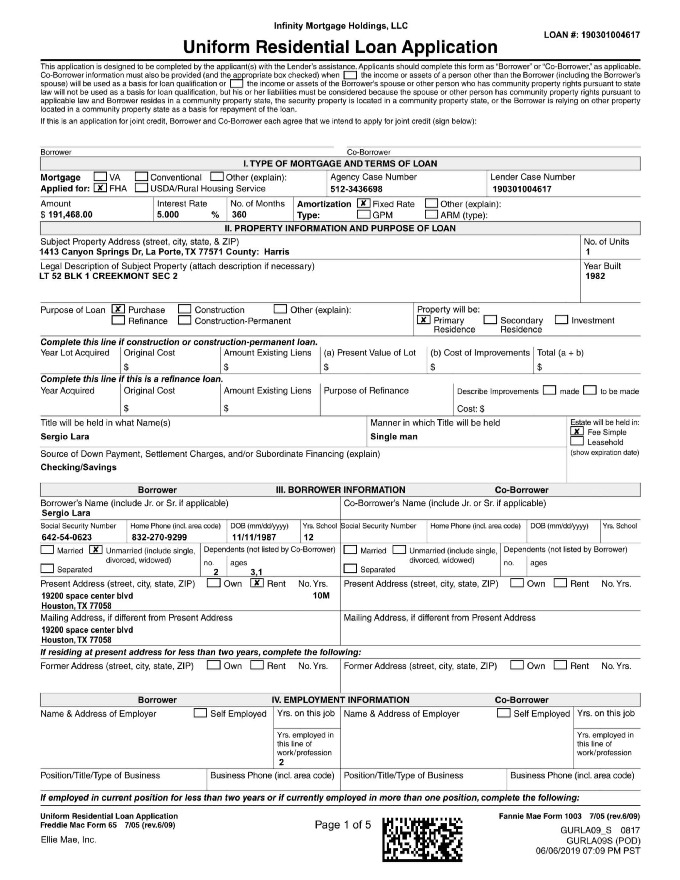 Infinity Mortgage Holdings, LLC
LOAN #: 190301004617
Uniform Residential Loan Application
This application is designed to be completed by the applicant(s) with the Lender's assistance. Applicants should complete this form as "Borrower" or "Co-Borrower," as applicable.
Co-Borrower information must also be provided (and the appropriate box checked) when the income or assets of a person other than the Borrower (including the Borrower's
spouse) will be used as a basis for loan qualification or the income or assets of the Borrower's spouse or other person who has community property rights pursuant to state
law will not be used as a basis for loan qualification, but his or her liabilities must be considered because the spouse or other person has community property rights pursuant to
applicable law and Borrower resides in a community property state, the security property is located in a community property state, or the Borrower is relying on other property
located in a community property state as a basis for repayment of the loan.
If this is an application for joint credit, Borrower and Co-Borrower each agree that we intend to apply for joint credit (sign below):
Borrower Co-Borrower
I. TYPE OF MORTGAGE AND TERMS OF LOAN
Mortgage VA Conventional Other (explain): Agency Case Number Lender Case Number
Applied for: X FHA USDA/Rural Housing Service 512-3436698 190301004617
Amount Interest Rate No. of Months Amortization X Fixed Rate Other (explain):
$ 191,468.00 5.000 % 360 Type: GPM ARM (type):
II. PROPERTY INFORMATION AND PURPOSE OF LOAN
Subject Property Address (street, city, state, & ZIP) No. of Units
1413 Canyon Springs Dr, La Porte, TX 77571 County: Harris 1
Legal Description of Subject Property (attach description if necessary) Year Built
LT 52 BLK 1 CREEKMONT SEC 2 1982
Purpose of Loan X Purchase Construction Other (explain): Property will be:
Refinance Construction-Permanent X Primary Residence Secondary Residence Investment
Complete this line if construction or construction-permanent loan.
Year Lot Acquired Original Cost Amount Existing Liens (a) Present Value of Lot (b) Cost of Improvements Total (a + b)
$ $ $ $ $
Complete this line if this is a refinance loan.
Year Acquired Original Cost Amount Existing Liens Purpose of Refinance Describe Improvements made to be made
$ $ Cost: $
Title will be held in what Name(s) Manner in which Title will be held Estate will be held in:
Sergio Lara Single man X Fee Simple
Leasehold
Source of Down Payment, Settlement Charges, and/or Subordinate Financing (explain) (show expiration date)
Checking/Savings
Borrower III. BORROWER INFORMATION Co-Borrower
Borrower's Name (include Jr. or Sr. if applicable) Co-Borrower's Name (include Jr. or Sr. if applicable)
Sergio Lara
Social Security Number Home Phone (incl. area code) DOB (mm/dd/yyyy) Yrs. School Social Security Number Home Phone (incl. area code) DOB (mm/dd/yyyy) Yrs. School
642-54-0623 832-270-9299 11/11/1987 12
Married X Unmarried (include single, Dependents (not listed by Co-Borrower) Married Unmarried (include single, Dependents (not listed by Borrower)
divorced, widowed) no. ages divorced, widowed) no. ages
Separated 2 3,1 Separated
Present Address (street, city, state, ZIP) Own X Rent No. Yrs. Present Address (street, city, state, ZIP) Own Rent No. Yrs.
19200 space center blvd 10M
Houston, TX 77058
Mailing Address, if different from Present Address Mailing Address, if different from Present Address
19200 space center blvd
Houston, TX 77058
If residing at present address for less than two years, complete the following:
Former Address (street, city, state, ZIP) Own Rent No. Yrs. Former Address (street, city, state, ZIP) Own Rent No. Yrs.
Borrower IV. EMPLOYMENT INFORMATION Co-Borrower
Name & Address of Employer Self Employed Yrs. on this job Name & Address of Employer Self Employed Yrs. on this job
Yrs. employed in Yrs. employed in
this line of this line of
work/profession work/profession
2
Position/Title/Type of Business Business Phone (incl. area code) Position/Title/Type of Business Business Phone (incl. area code)
If employed in current position for less than two years or if currently employed in more than one position, complete the following:
Uniform Residential Loan Application Fannie Mae Form 1003 7/05 (rev.6/09)
Freddie Mac Form 65 7/05 (rev.6/09) Page 1 of 5 GURLA09_S 0817
Ellie Mae, Inc. GURLA09S (POD)
06/06/2019 07:09 PM PST